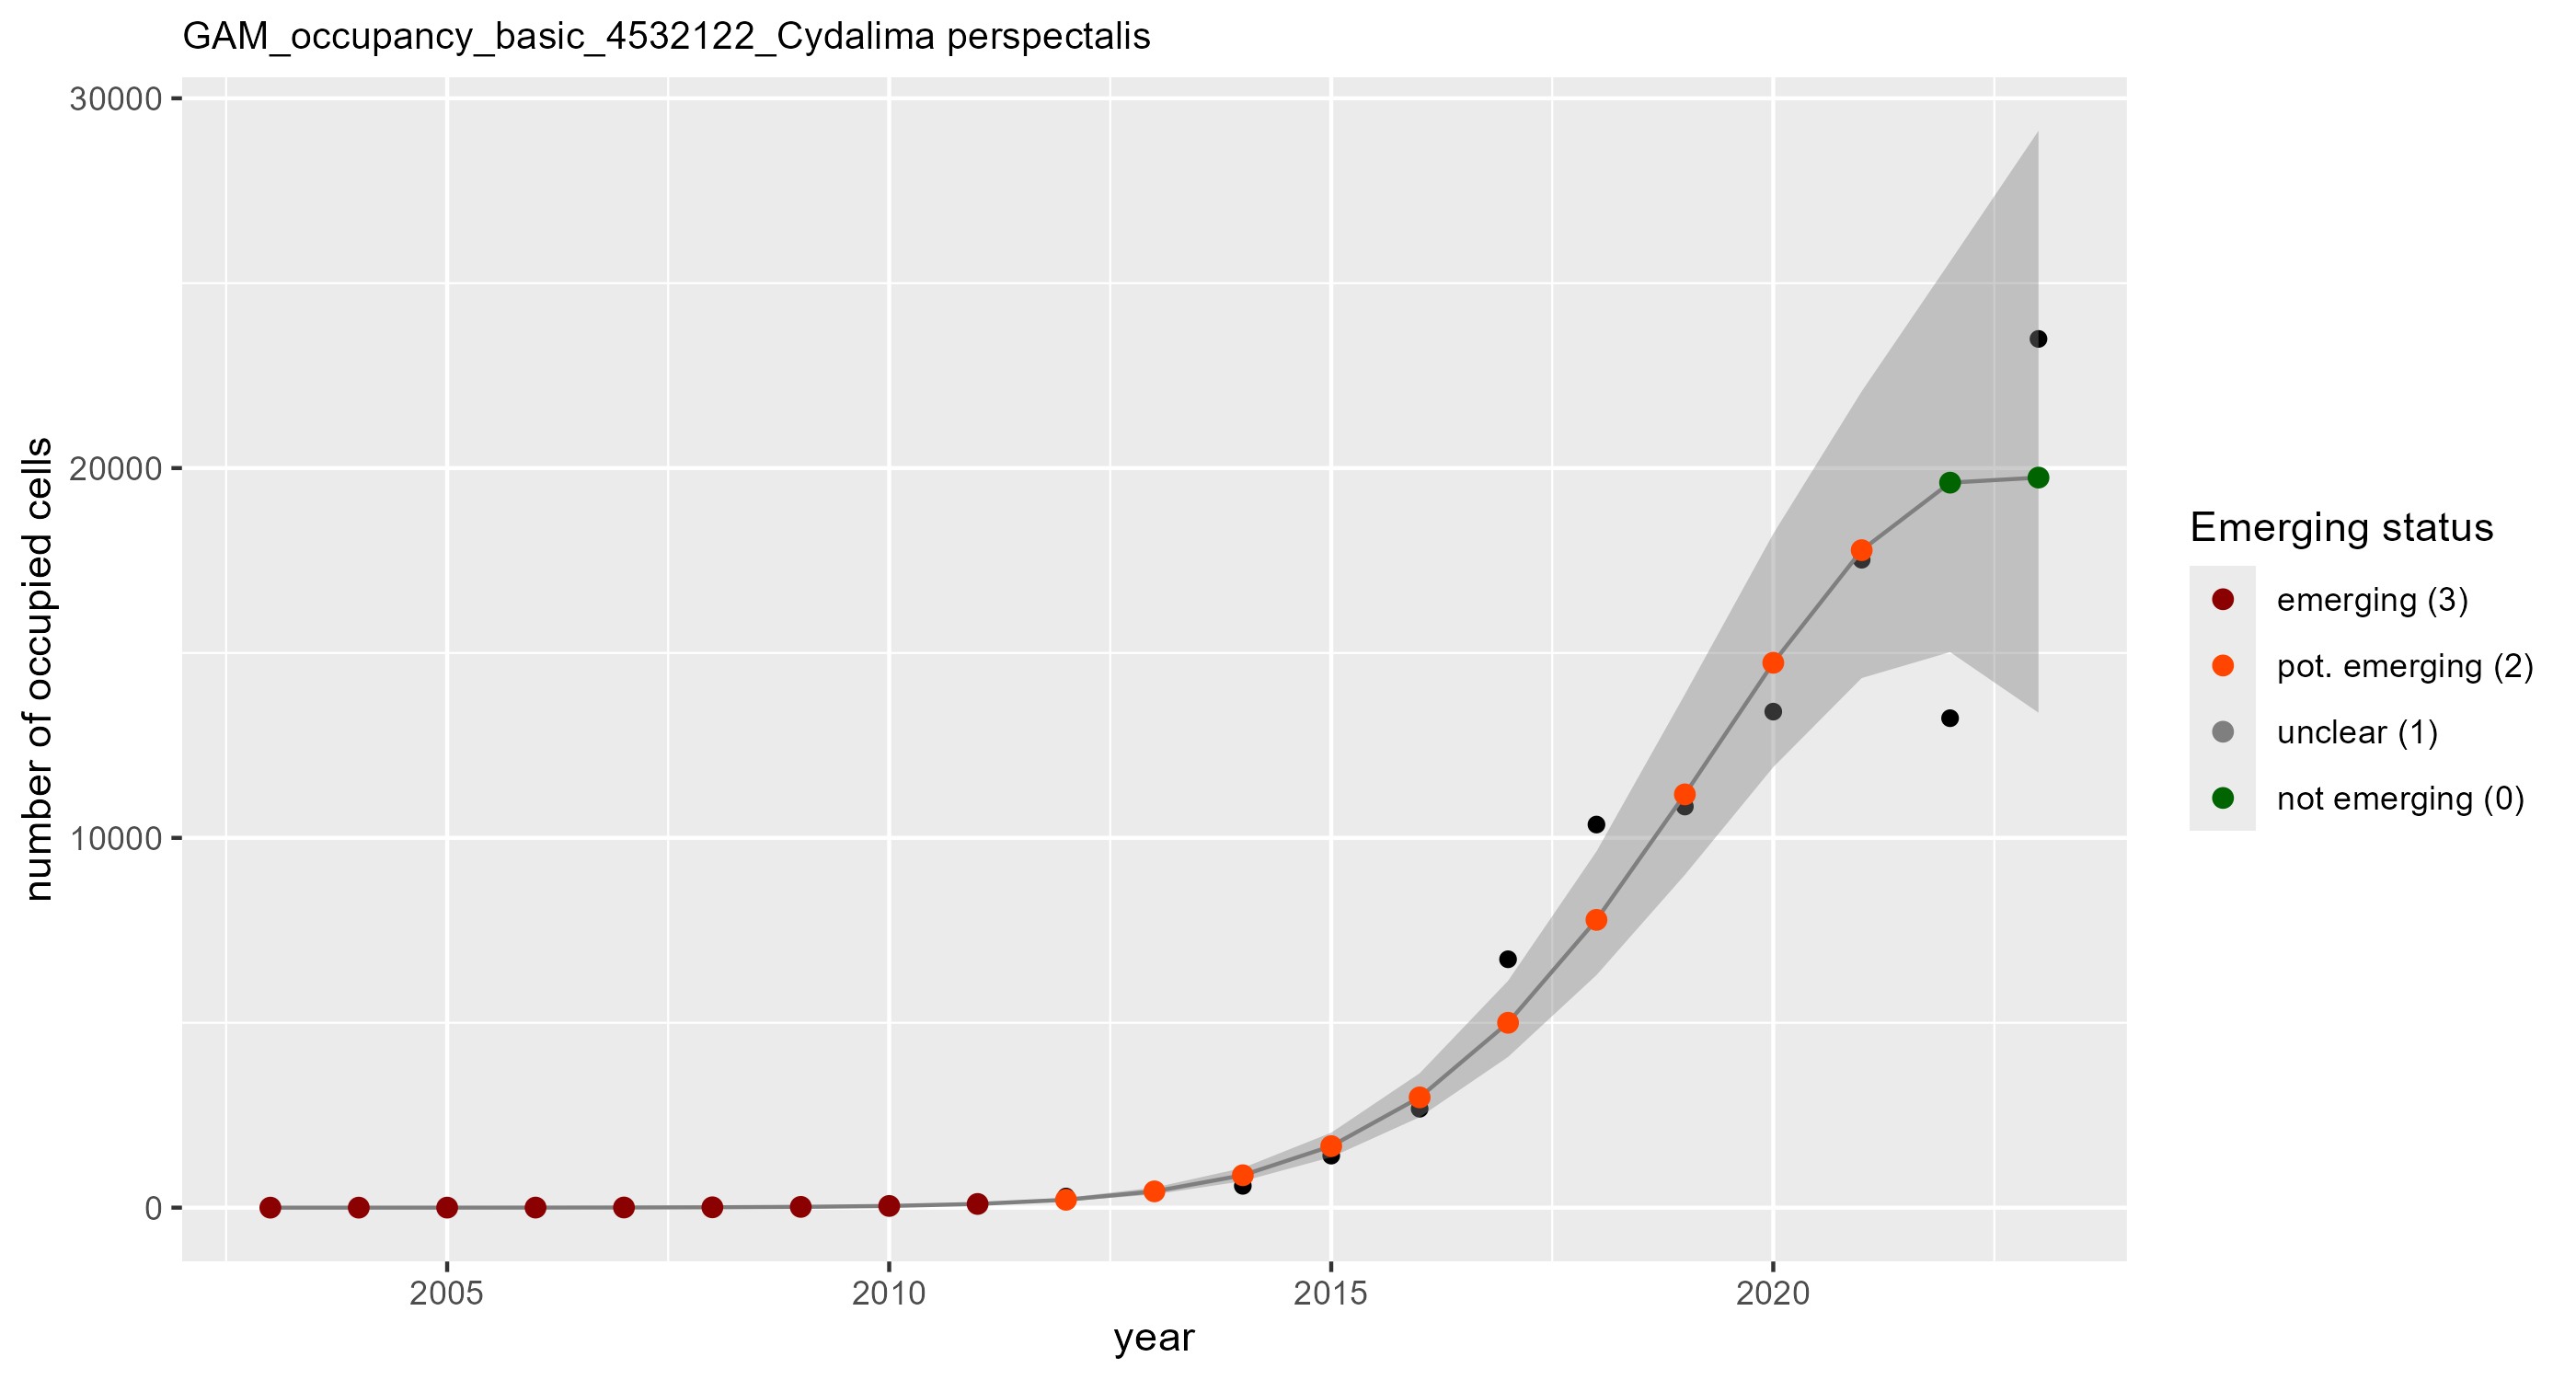 GAM_occupancy_basic_4532122_Cydalima perspectalis
30000
20000
10000
0
number of occupied cells
2005
2010
2015
2020
year
Emerging status
emerging (3)
pot. emerging (2)
unclear (1)
not emerging (0)